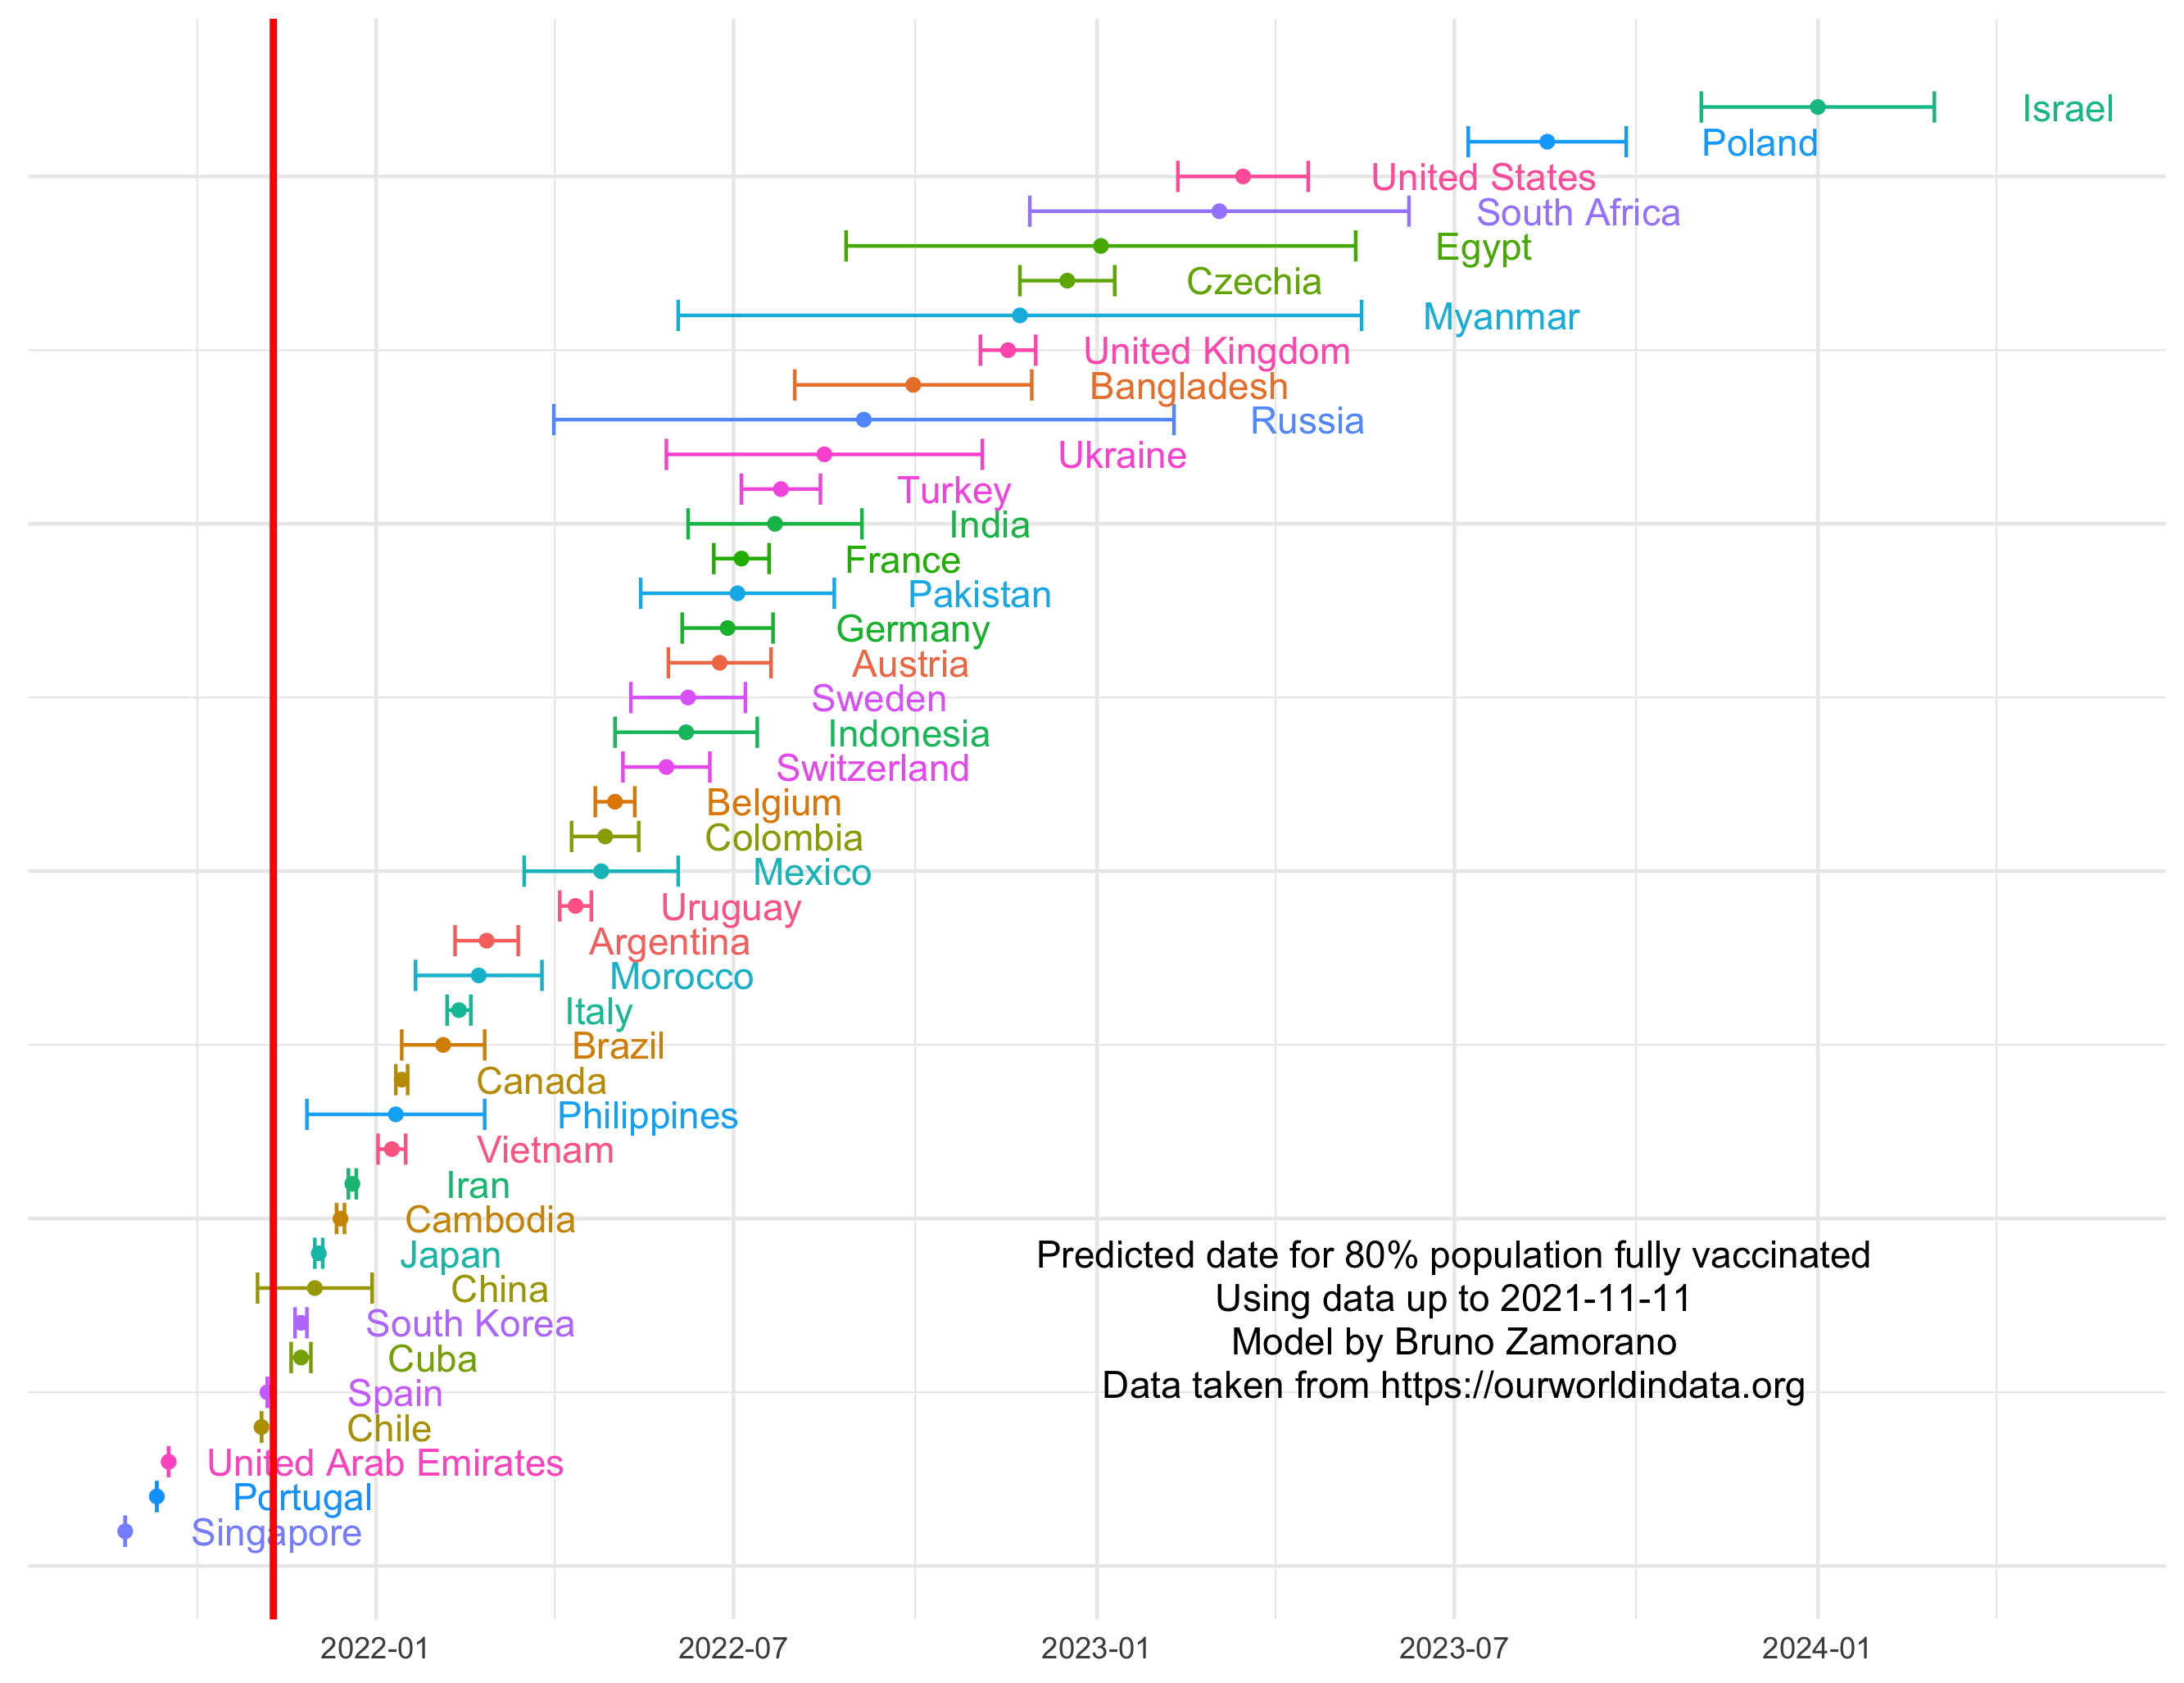 Israel
Poland
United States
South Africa
Egypt
Czechia
Myanmar
United Kingdom
Bangladesh
Russia
Ukraine
Turkey
India
France
Pakistan
Germany
Austria
Sweden
Indonesia
Switzerland
Belgium
Colombia
Mexico
Uruguay
Argentina
Morocco
Italy
Brazil
Canada
Philippines
Vietnam
Iran
Cambodia
Japan
China
South Korea
Cuba
Spain
Chile
United Arab Emirates
Portugal
Singapore
Predicted date for 80% population fully vaccinated
Using data up to 2021-11-11
Model by Bruno Zamorano
Data taken from https://ourworldindata.org
2022-01 2022-07 2023-01 2023-07 2024-01